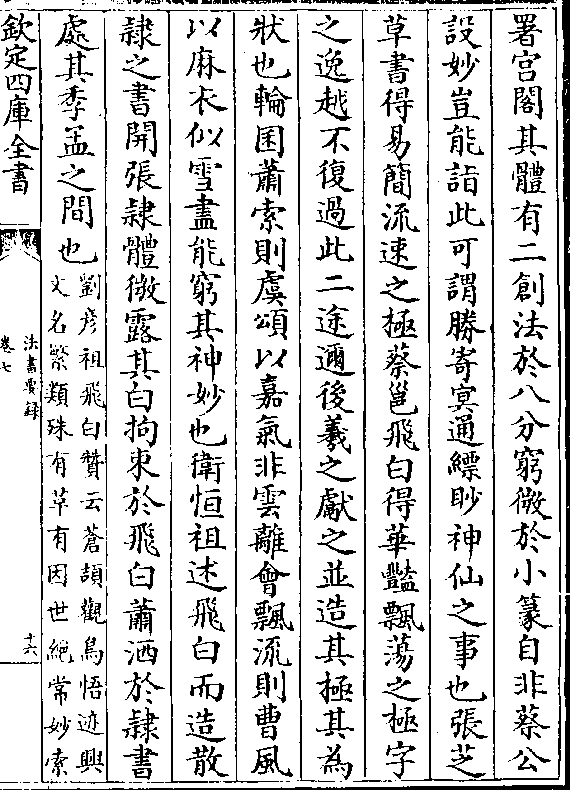 署宫閣其體有二創法於八分窮微於小篆自非蔡公
設妙豈能詣此可謂勝寄㝠通縹眇神仙之事也張芝
草書得易簡流速之極蔡邕飛白得華豔飄蕩之極字
之逸越不復過此二途邇後羲之獻之並造其極其為
狀也輪囷蕭索則虞頌以嘉氣非雲離會飄流則曹風
以麻衣似雪盡能窮其神妙也衛恒祖述飛白而造散
隸之書開張隸體微露其白拘束於飛白蕭洒於隸書
處其季孟之間也
劉彦祖飛白贊云蒼頡觀鳥悟迹興
文名繁類殊有草有因世絶常妙索
欽定四庫全書
法書要録
卷七
十六